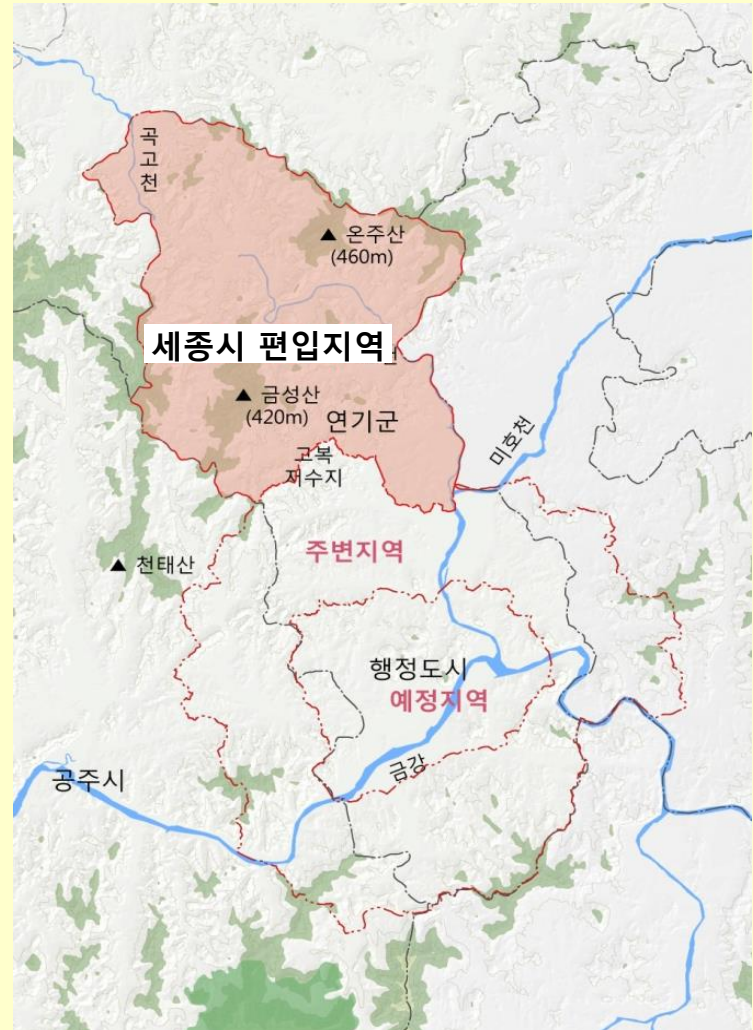 곡고천
▲ 온주산
(460m)
세종시 편입지역
▲ 금성산
(420m)
연기군
미호천
고복
저수지
주변지역
▲ 천태산
행정도시
예정지역
금강
공주시